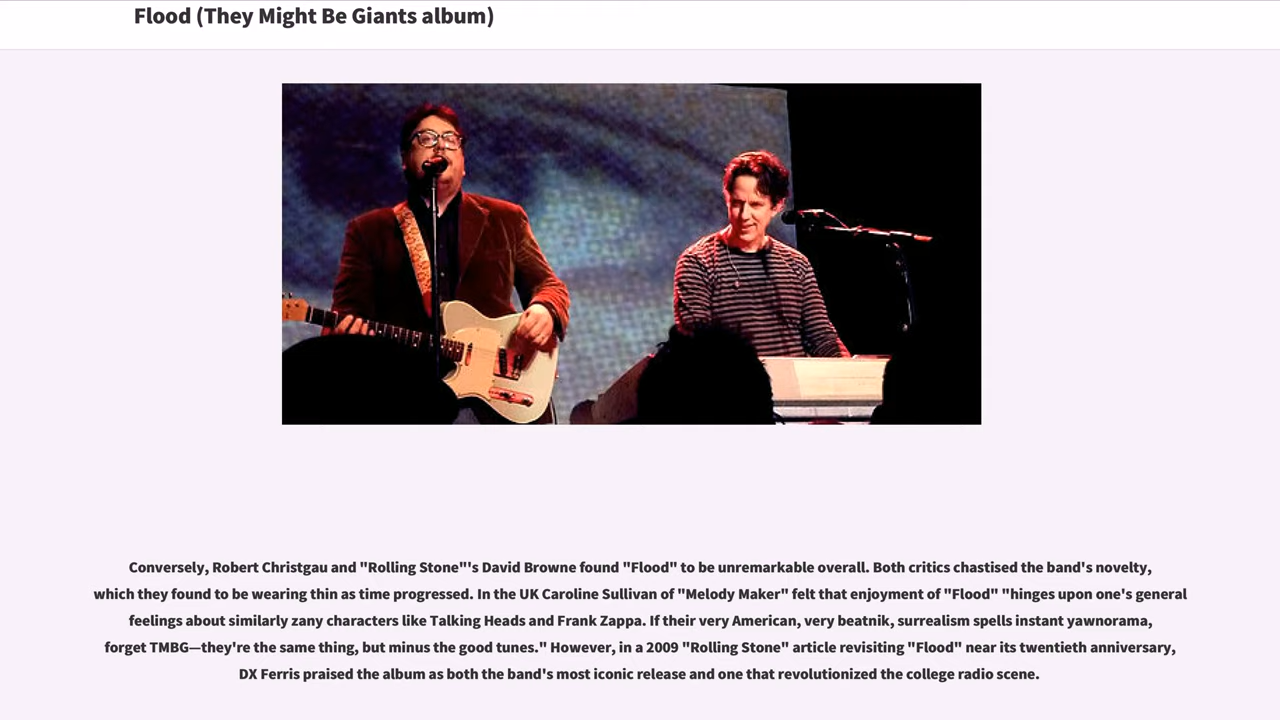 Flood (They Might Be Giants album)
Conversely, Robert Christgau and "Rolling Stone"'s David Browne found "Flood" to be unremarkable overall. Both critics chastised the band's novelty,
which they found to be wearing thin as time progressed. In the UK Caroline Sullivan of "Melody Maker" felt that enjoyment of "Flood" "hinges upon one's general
feelings about similarly zany characters like Talking Heads and Frank Zappa. If their very American, very beatnik, surrealism spells instant yawnorama,
forget TMBG—they're the same thing, but minus the good tunes." However, in a 2009 "Rolling Stone" article revisiting "Flood" near its twentieth anniversary,
DX Ferris praised the album as both the band's most iconic release and one that revolutionized the college radio scene.